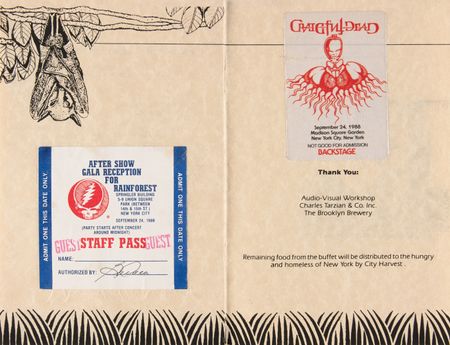 AFTER SHOW
GALA RECEPTION
FOR
RAINFOREST
SPRINGLER BUILDING
5-9 UNION SQUARE
PARK (BETWEEN
14th & 15th ST.)
NEW YORK CITY
SEPTEMBER 24, 1988
(PARTY STARTS AFTER CONCERT
AROUND MIDNIGHT)
GUEST STAFF PASS GUEST
NAME:
AUTHORIZED BY:
ADMIT ONE THIS DATE ONLY.
ADMIT ONE THIS DATE ONLY
GRATEFUL DEAD
September 24, 1988
Madison Square Garden
New York City, New York
NOT GOOD FOR ADMISSION
BACKSTAGE
Thank You:
Audio-Visual Workshop
Charles Tarzian & Co. Inc.
The Brooklyn Brewery
Remaining food from the buffet will be distributed to the hungry
and homeless of New York by City Harvest.